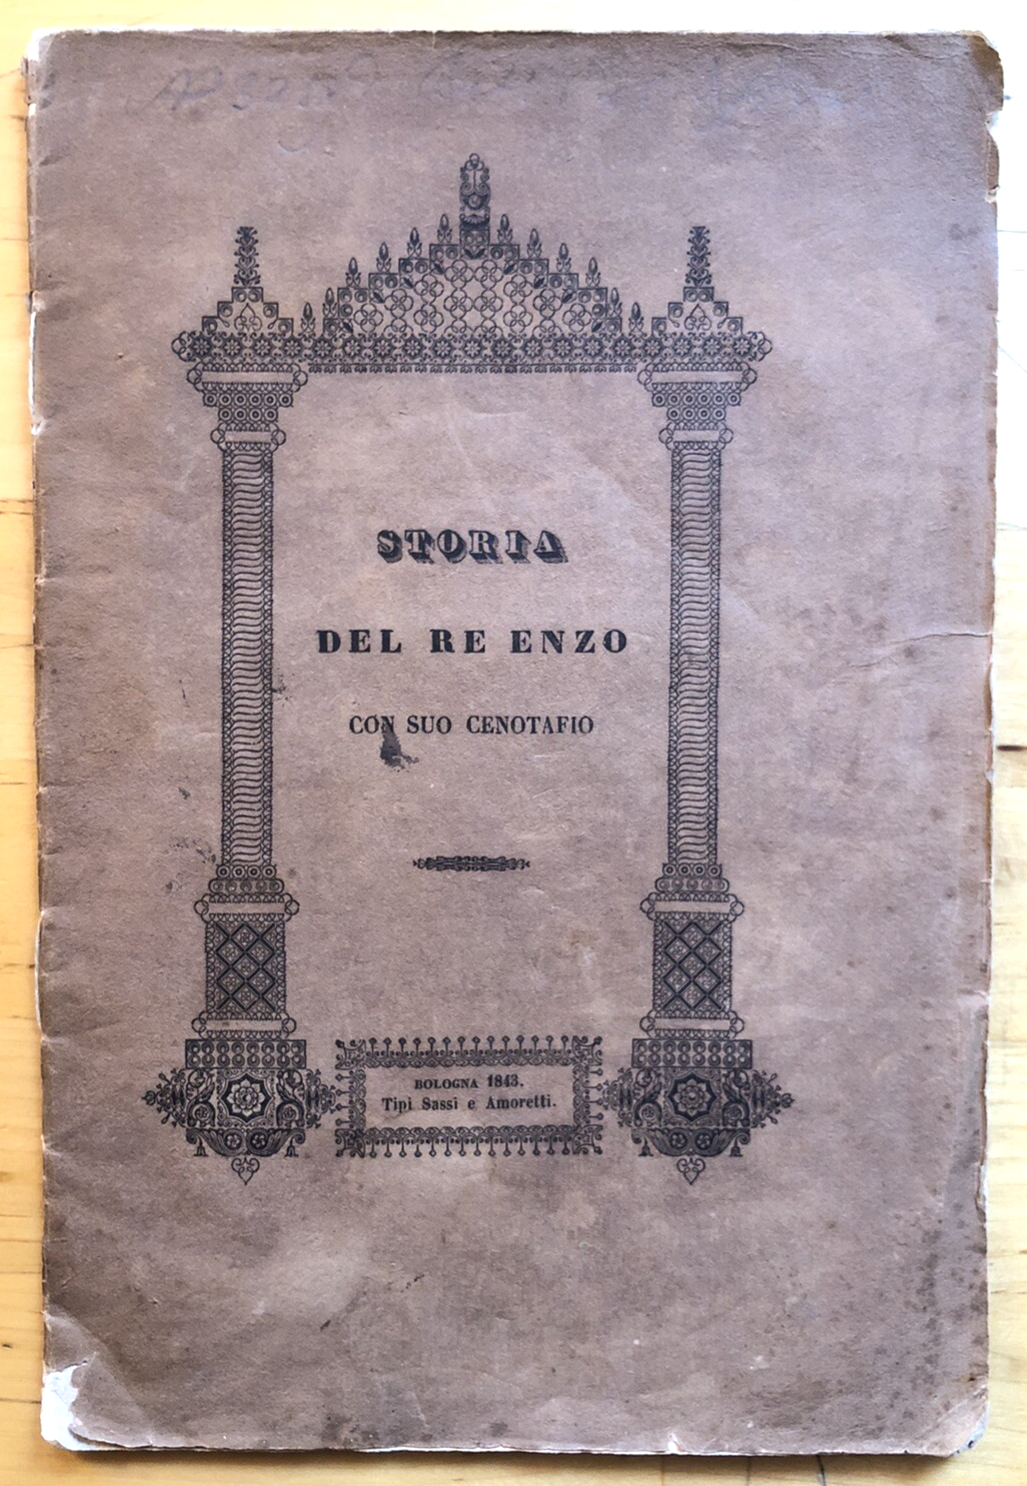 STORIA
DEL RE ENZO
CON SUO CENOTAFIO
BOLOGNA 1843.
Tipi Sassi e Amoretti.